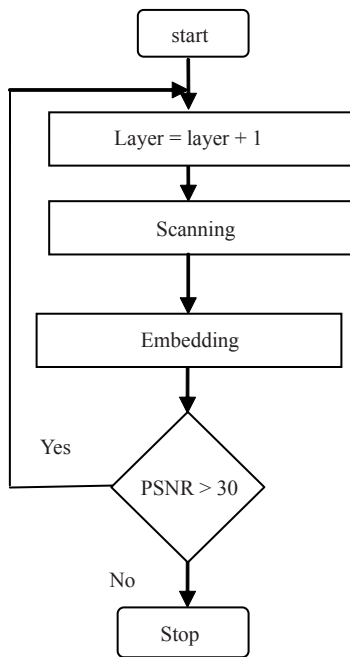 start
Layer = layer + 1
Scanning
Embedding
Yes
PSNR > 30
No
Stop